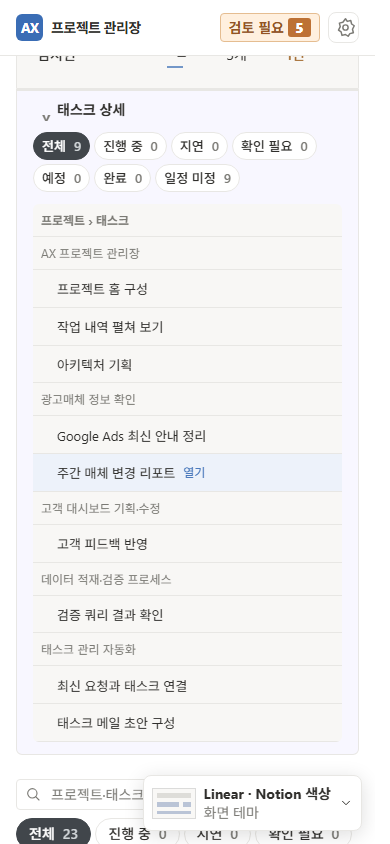 AX 프로젝트 관리장 검토 필요 5
태스크 상세
전체 9 진행 중 0 지연 0 확인 필요 0
예정 0 완료 0 일정 미정 9
프로젝트 › 태스크
AX 프로젝트 관리장
프로젝트 홈 구성
작업 내역 펼쳐 보기
아키텍처 기획
광고매체 정보 확인
Google Ads 최신 안내 정리
주간 매체 변경 리포트 열기
고객 대시보드 기획·수정
고객 피드백 반영
데이터 적재·검증 프로세스
검증 쿼리 결과 확인
태스크 관리 자동화
최신 요청과 태스크 연결
태스크 메일 초안 구성
프로젝트·태스크
Linear · Notion 색상
화면 테마
전체 23 진행 중 0 지연 0 확인 필요 0